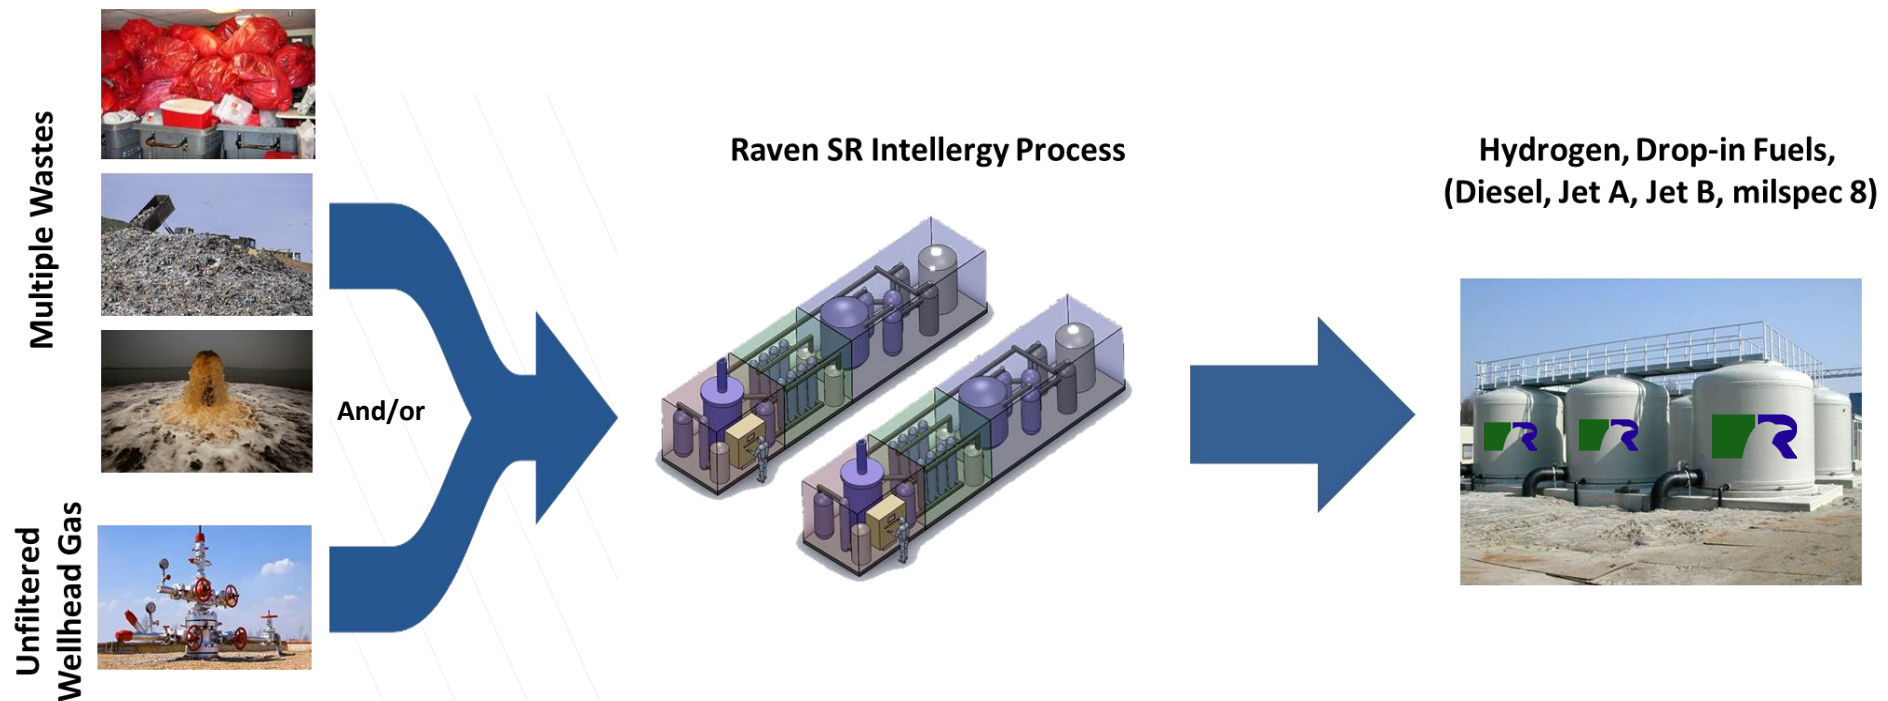 Multiple Wastes
Unfiltered
Wellhead Gas
And/or
Raven SR Intellergy Process
Hydrogen, Drop-in Fuels,
(Diesel, Jet A, Jet B, milspec 8)
R
R
R